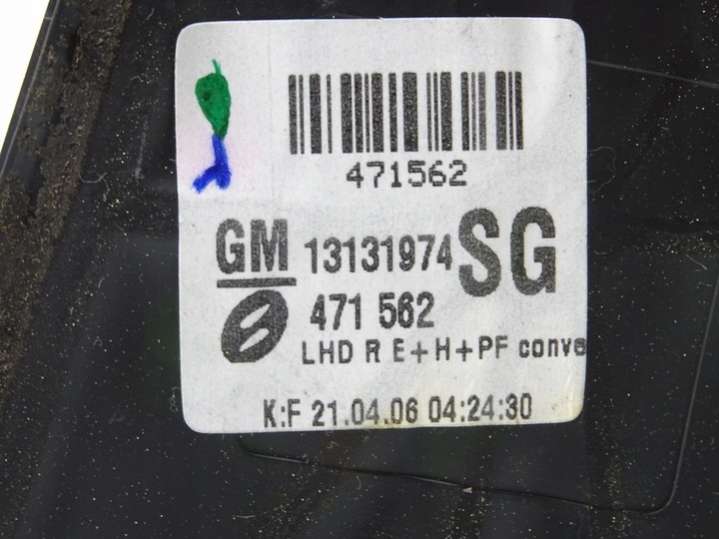 471562
GM 13131974 SG
471 562
LHD R E+H+PF conve
K:F 21.04.06 04:24:30